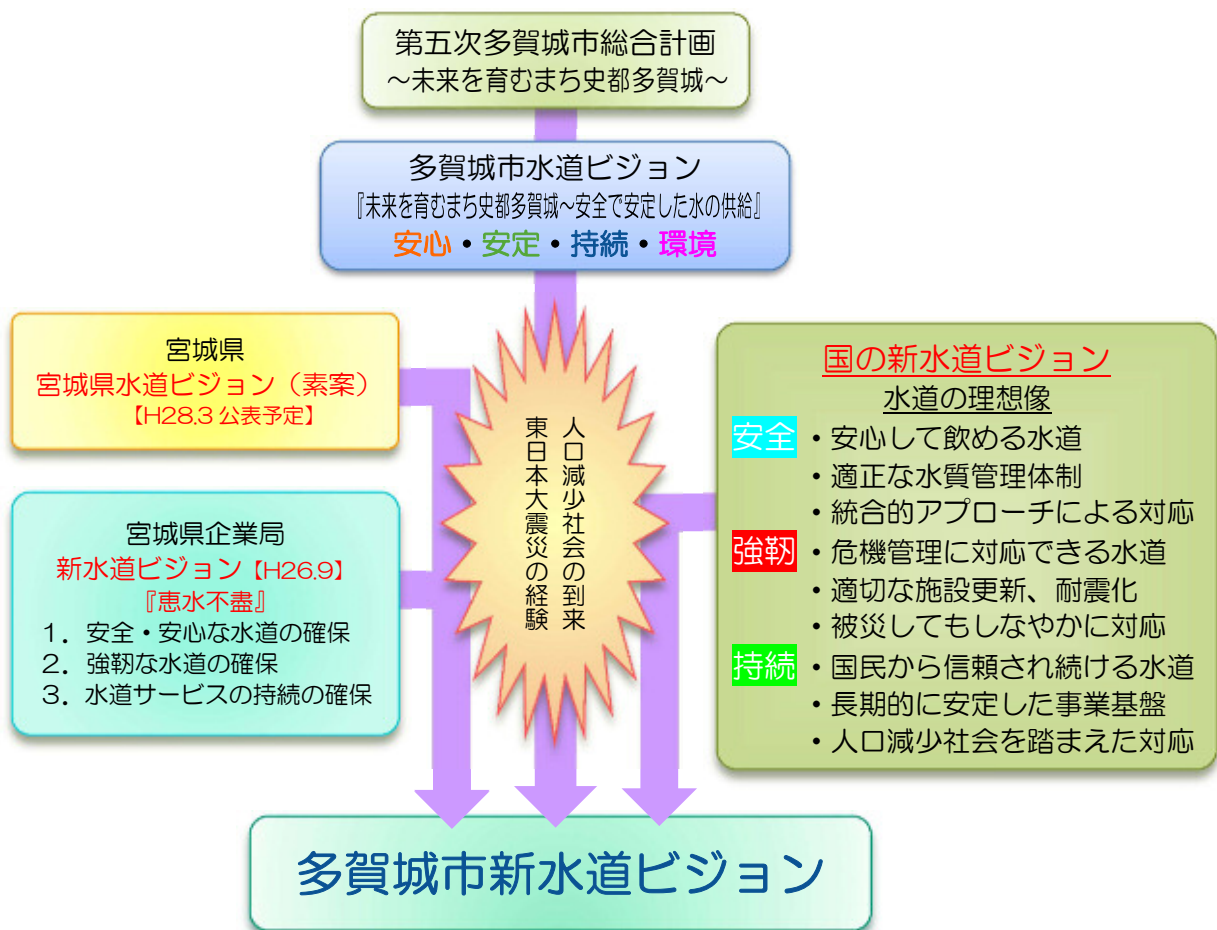 第五次多賀城市総合計画
～未来を育むまち史都多賀城～
多賀城市水道ビジョン
『未来を育むまち史都多賀城～安全で安定した水の供給』
安心・安定・持続・環境
宮城県
宮城県水道ビジョン（素案）
【H28.3 公表予定】
宮城県企業局
新水道ビジョン【H26.9】
『恵水不盡』
1．安全・安心な水道の確保
2．強靭な水道の確保
3．水道サービスの持続の確保
人口減少社会の到来
東日本大震災の経験
国の新水道ビジョン
水道の理想像
安全・安心して飲める水道
・適正な水質管理体制
・統合的アプローチによる対応
強靭・危機管理に対応できる水道
・適切な施設更新、耐震化
・被災してもしなやかに対応
持続・国民から信頼され続ける水道
・長期的に安定した事業基盤
・人口減少社会を踏まえた対応
多賀城市新水道ビジョン